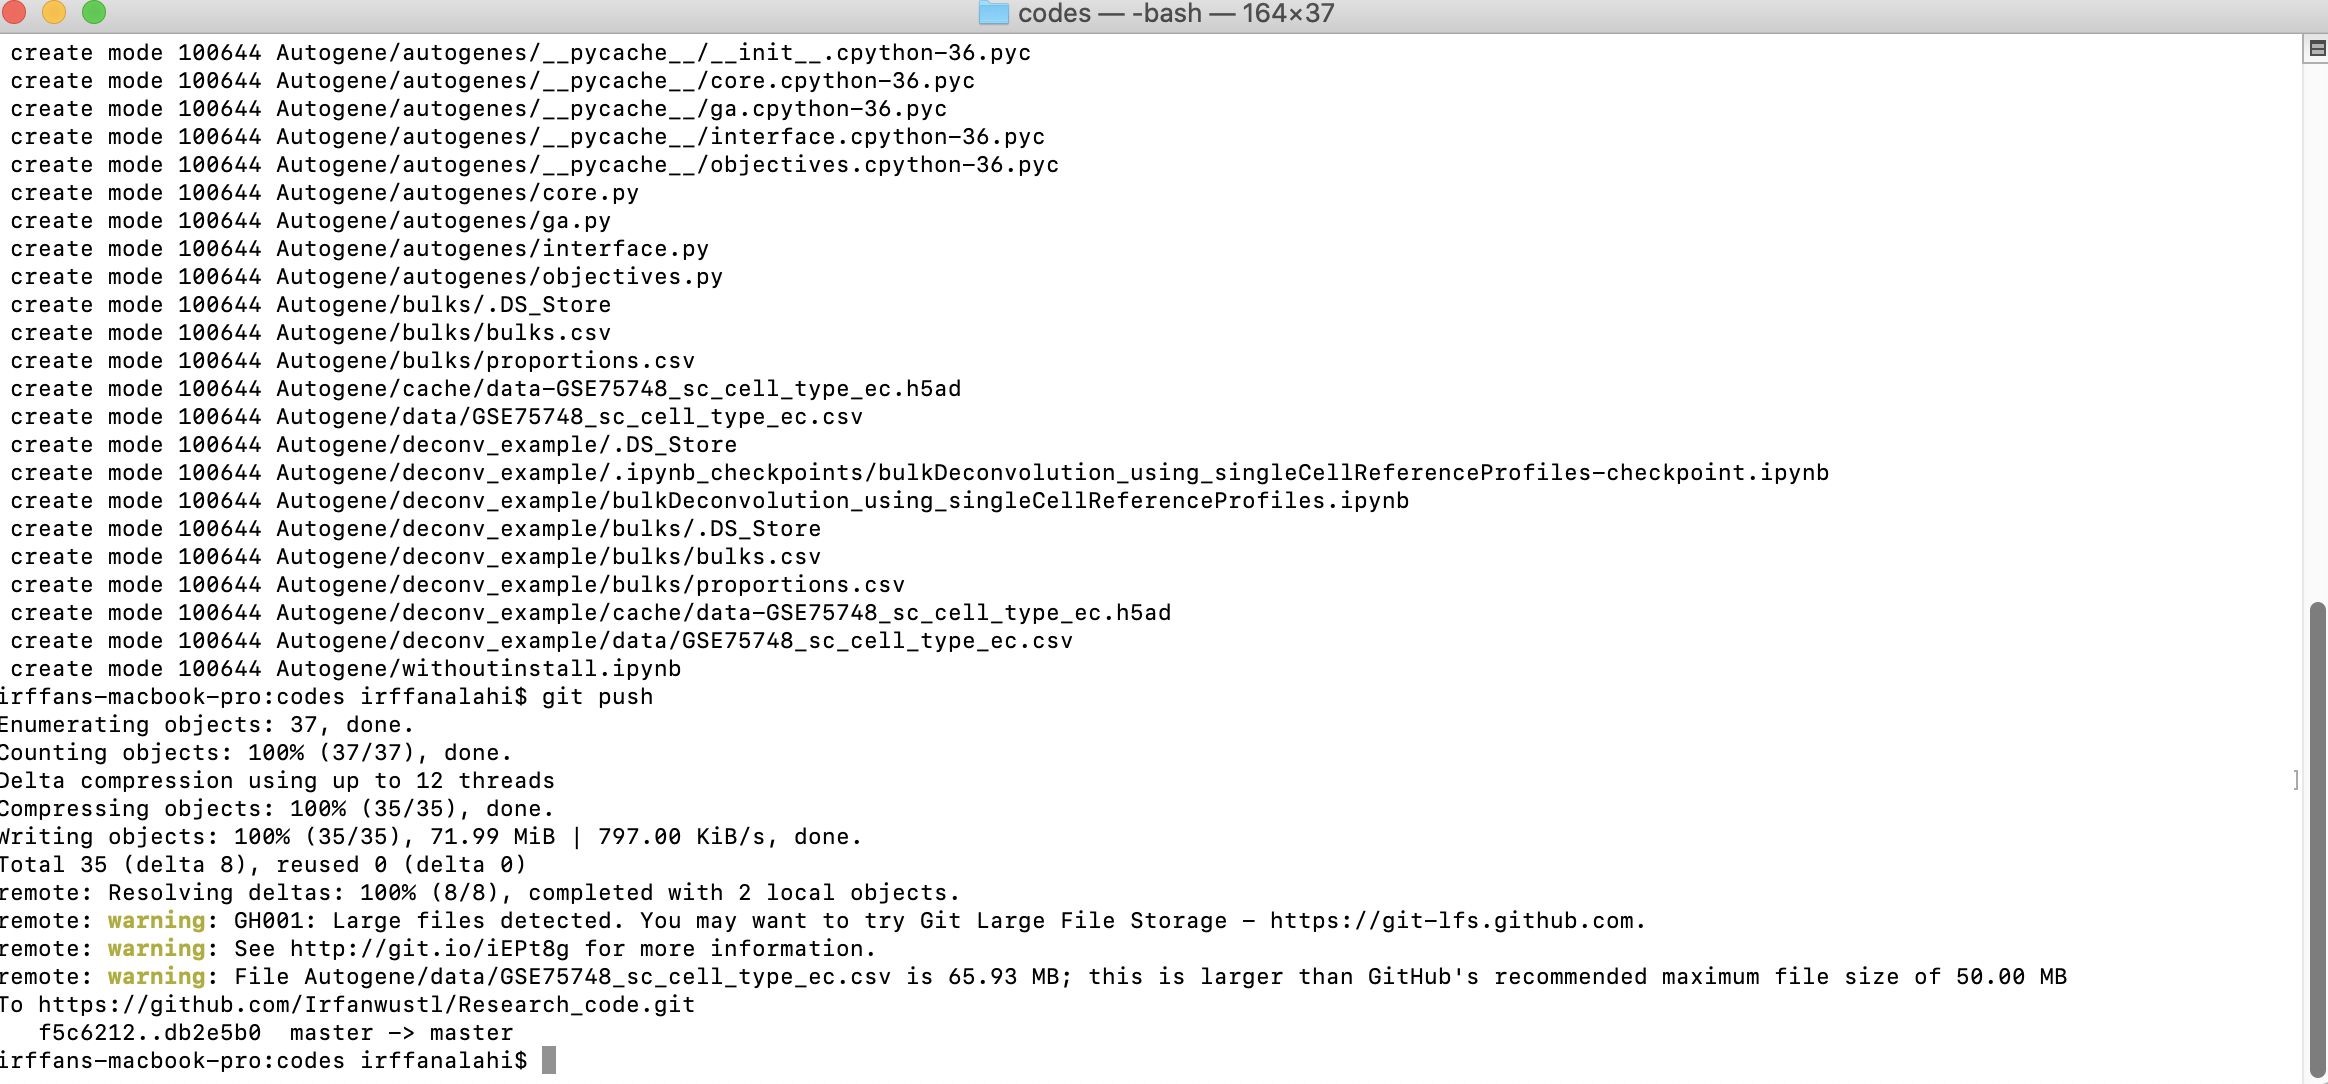 codes — -bash — 164×37
create mode 100644 Autogene/autogenes/__pycache__/__init__.cpython-36.pyc
create mode 100644 Autogene/autogenes/__pycache__/core.cpython-36.pyc
create mode 100644 Autogene/autogenes/__pycache__/ga.cpython-36.pyc
create mode 100644 Autogene/autogenes/__pycache__/interface.cpython-36.pyc
create mode 100644 Autogene/autogenes/__pycache__/objectives.cpython-36.pyc
create mode 100644 Autogene/autogenes/core.py
create mode 100644 Autogene/autogenes/ga.py
create mode 100644 Autogene/autogenes/interface.py
create mode 100644 Autogene/autogenes/objectives.py
create mode 100644 Autogene/bulks/.DS_Store
create mode 100644 Autogene/bulks/bulks.csv
create mode 100644 Autogene/bulks/proportions.csv
create mode 100644 Autogene/cache/data-GSE75748_sc_cell_type_ec.h5ad
create mode 100644 Autogene/data/GSE75748_sc_cell_type_ec.csv
create mode 100644 Autogene/deconv_example/.DS_Store
create mode 100644 Autogene/deconv_example/.ipynb_checkpoints/bulkDeconvolution_using_singleCellReferenceProfiles-checkpoint.ipynb
create mode 100644 Autogene/deconv_example/bulkDeconvolution_using_singleCellReferenceProfiles.ipynb
create mode 100644 Autogene/deconv_example/bulks/.DS_Store
create mode 100644 Autogene/deconv_example/bulks/bulks.csv
create mode 100644 Autogene/deconv_example/bulks/proportions.csv
create mode 100644 Autogene/deconv_example/cache/data-GSE75748_sc_cell_type_ec.h5ad
create mode 100644 Autogene/deconv_example/data/GSE75748_sc_cell_type_ec.csv
create mode 100644 Autogene/withoutinstall.ipynb
irffans-macbook-pro:codes irffanalahi$ git push
Enumerating objects: 37, done.
Counting objects: 100% (37/37), done.
Delta compression using up to 12 threads ]
Compressing objects: 100% (35/35), done.
Writing objects: 100% (35/35), 71.99 MiB | 797.00 KiB/s, done.
Total 35 (delta 8), reused 0 (delta 0)
remote: Resolving deltas: 100% (8/8), completed with 2 local objects.
remote: warning: GH001: Large files detected. You may want to try Git Large File Storage - https://git-lfs.github.com.
remote: warning: See http://git.io/iEPt8g for more information.
remote: warning: File Autogene/data/GSE75748_sc_cell_type_ec.csv is 65.93 MB; this is larger than GitHub's recommended maximum file size of 50.00 MB
To https://github.com/Irfanwustl/Research_code.git
f5c6212..db2e5b0  master -> master
irffans-macbook-pro:codes irffanalahi$